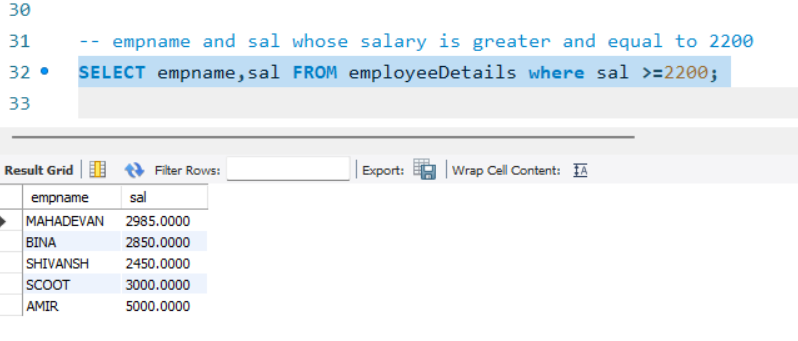 30
31 -- empname and sal whose salary is greater and equal to 2200
32 SELECT empname,sal FROM employeeDetails where sal >=2200;
33
Result Grid Filter Rows: Export: Wrap Cell Content: IA
empname sal
MAHADEVAN 2985.0000
BINA 2850.0000
SHIVANSH 2450.0000
SCOOT 3000.0000
AMIR 5000.0000